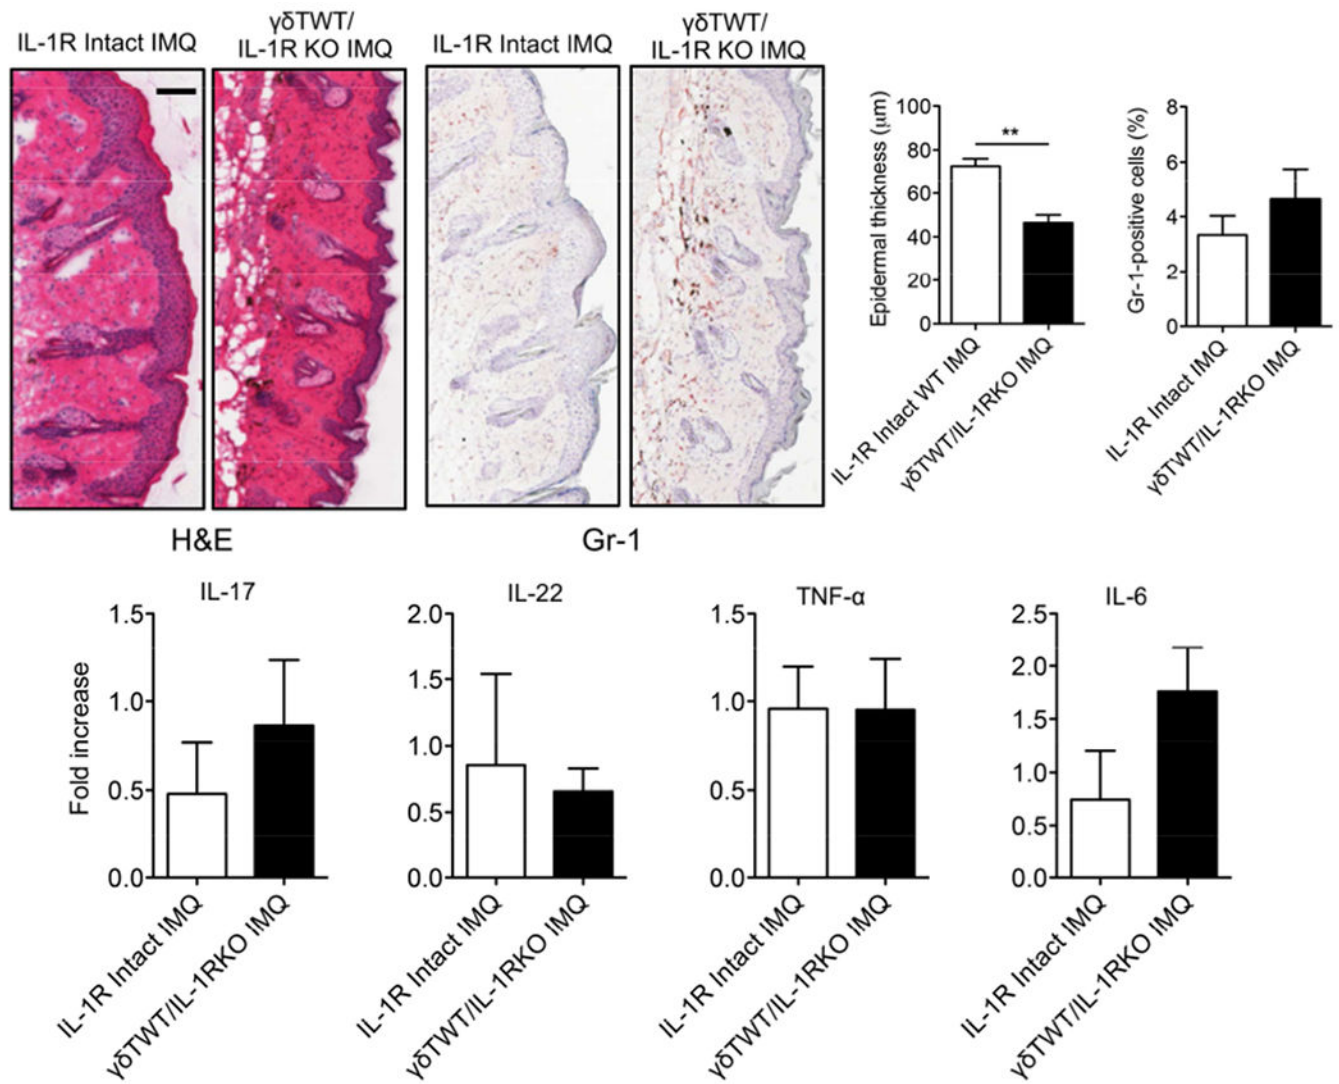 IL-1R Intact IMQ
γδTWT/
IL-1R KO IMQ
IL-1R Intact IMQ
γδTWT/
IL-1R KO IMQ
H&E
Gr-1
Epidermal thickness (μm)
100
80
60
40
20
0
**
IL-1R Intact WT IMQ
γδTWT/IL-1RKO IMQ
Gr-1-positive cells (%)
8
6
4
2
0
IL-1R Intact IMQ
γδTWT/IL-1RKO IMQ
IL-17
Fold increase
1.5
1.0
0.5
0.0
IL-1R Intact IMQ
γδTWT/IL-1RKO IMQ
IL-22
2.0
1.5
1.0
0.5
0.0
IL-1R Intact IMQ
γδTWT/IL-1RKO IMQ
TNF-α
1.5
1.0
0.5
0.0
IL-1R Intact IMQ
γδTWT/IL-1RKO IMQ
IL-6
2.5
2.0
1.5
1.0
0.5
0.0
IL-1R Intact IMQ
γδTWT/IL-1RKO IMQ